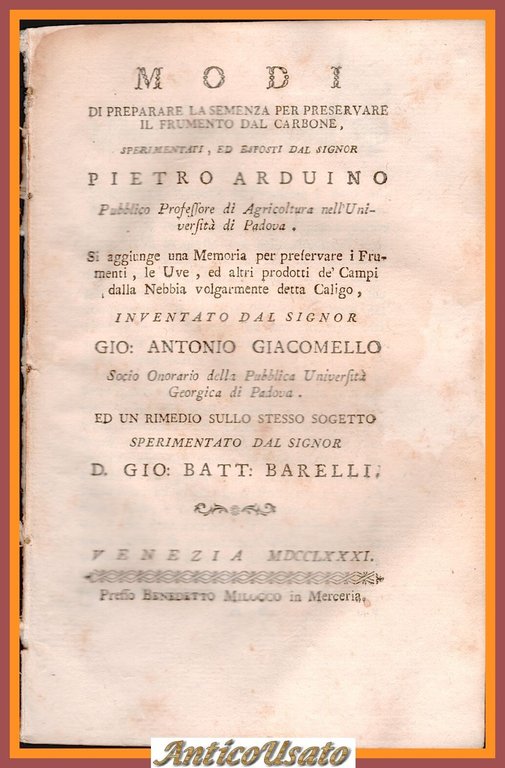 MODI
DI PREPARARE LA SEMENZA PER PRESERVARE
IL FRUMENTO DAL CARBONE,
SPERIMENTATI, ED ESPOSTI DAL SIGNOR
PIETRO ARDUINO
Pubblico Profeſſore di Agricoltura nell'Uni-
verſità di Padova.
Si aggiunge una Memoria per preſervare i Fru-
menti, le Uve, ed altri prodotti de' Campi
dalla Nebbia volgarmente detta Caligo,
INVENTATO DAL SIGNOR
GIO: ANTONIO GIACOMELLO
Socio Onorario della Pubblica Univerſità
Georgica di Padova.
ED UN RIMEDIO SULLO STESSO SOGETTO
SPERIMENTATO DAL SIGNOR
D. GIO: BATT: BARELLI.
VENEZIA MDCCLXXXI.
Preſſo BENEDETTO MILOCCO in Merceria.
AnticoUsato